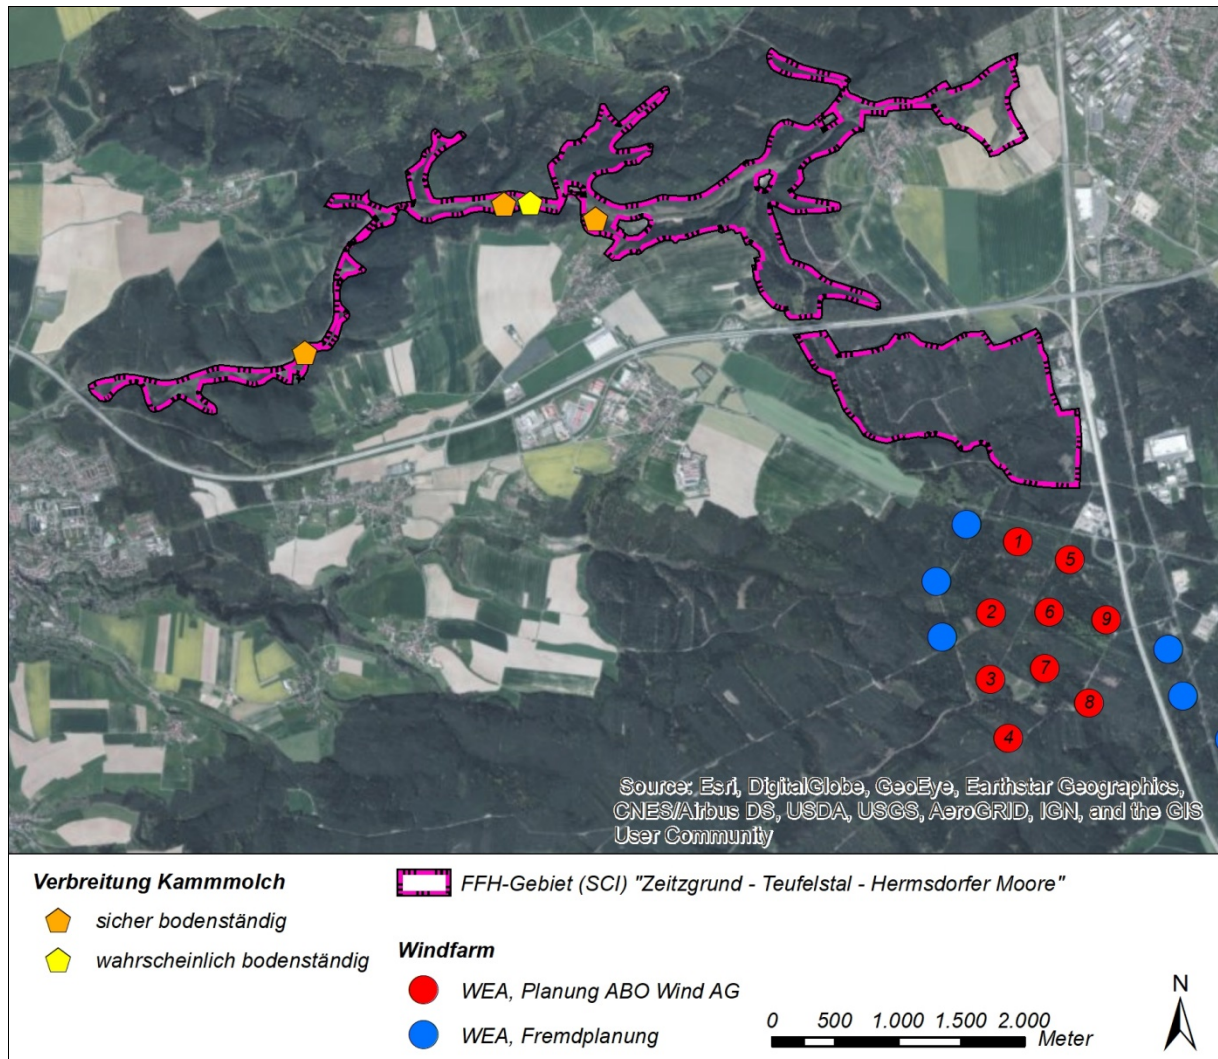 1
5
2
6
9
7
3
8
4
Source: Esri, DigitalGlobe, GeoEye, Earthstar Geographics,
CNES/Airbus DS, USDA, USGS, AeroGRID, IGN, and the GIS
User Community
Verbreitung Kammmolch
sicher bodenständig
wahrscheinlich bodenständig
FFH-Gebiet (SCI) "Zeitzgrund - Teufelstal - Hermsdorfer Moore"
Windfarm
WEA, Planung ABO Wind AG
WEA, Fremdplanung
0 500 1.000 1.500 2.000
Meter
N